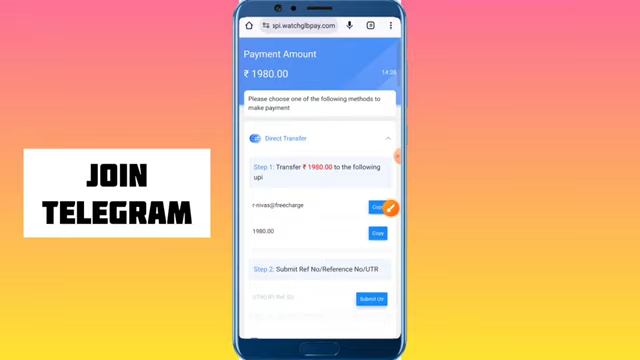 api.watchglbpay.com
Payment Amount
₹ 1980.00
Please choose one of the following methods to
make payment
Direct Transfer
Step 1: Transfer ₹ 1980.00 to the following
upi
r-nivas@freecharge
1980.00
Copy
Step 2: Submit Ref No/Reference No/UTR
Submit Utr
JOIN
TELEGRAM